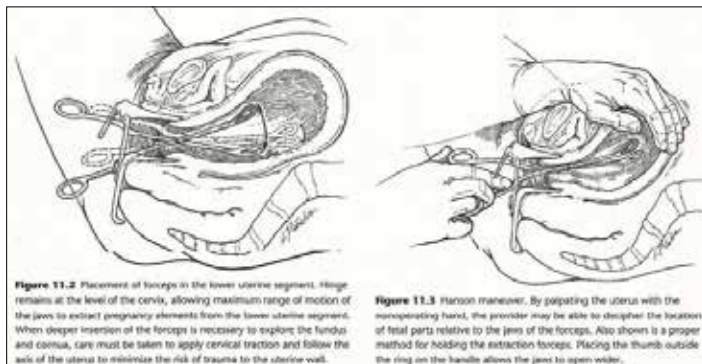 Figure 11.2 Placement of forceps in the lower uterine segment. Hinge
remains at the level of the cervix, allowing maximum range of motion of
the jaws to extract pregnancy elements from the lower uterine segment.
When deeper insertion of the forceps is necessary to explore the fundus
and cornua, care must be taken to apply cervical traction and follow the
axis of the uterus to minimize the risk of trauma to the uterine wall.
Figure 11.3 Hanson maneuver. By palpating the uterus with the
nonoperating hand, the provider may be able to decipher the location
of fetal parts relative to the jaws of the forceps. Also shown is a proper
method for holding the extraction forceps. Placing the thumb outside
the ring on the handle allows the jaws to open wider.